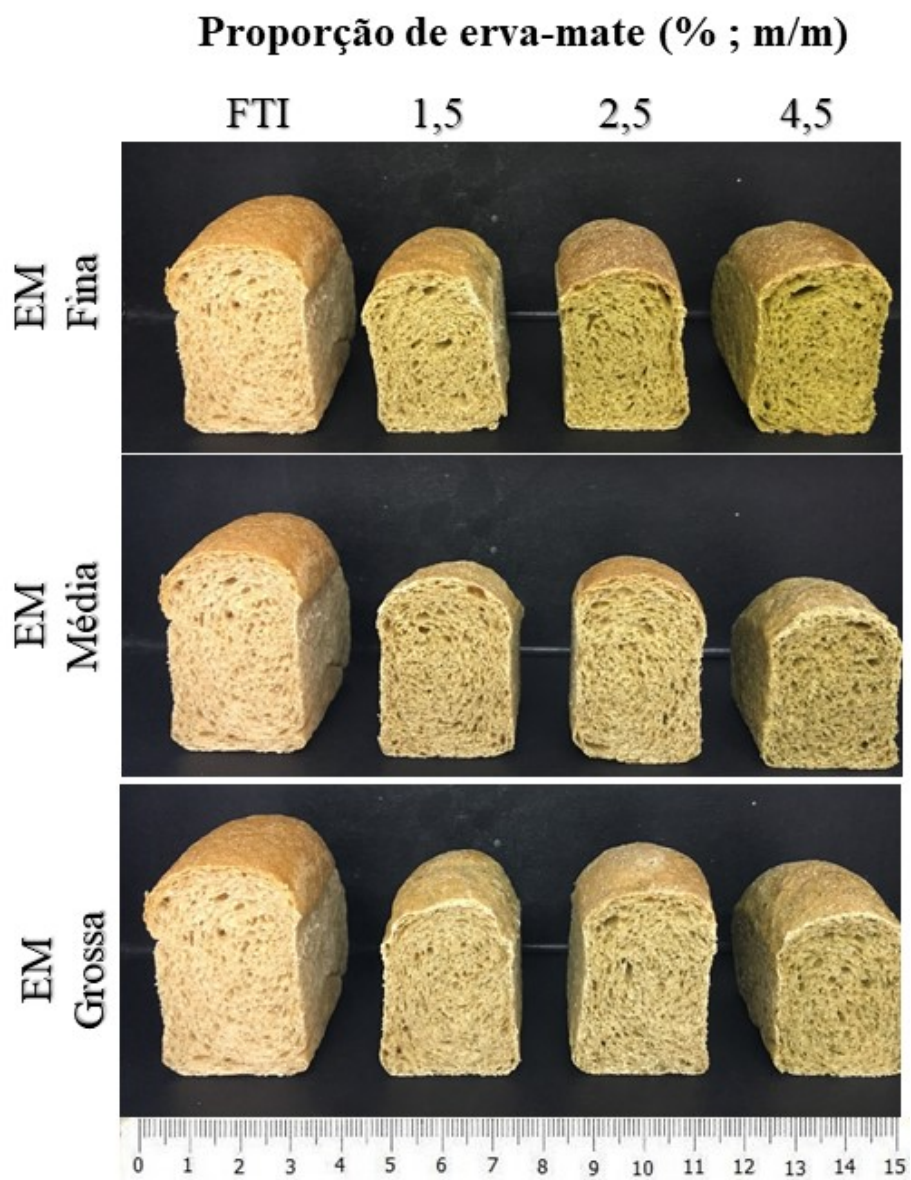 Proporção de erva-mate (% ; m/m)
FTI 1,5 2,5 4,5
EM
Fina
EM
Média
EM
Grossa
0 1 2 3 4 5 6 7 8 9 10 11 12 13 14 15